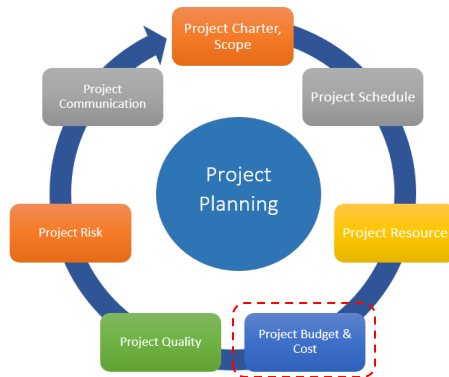 Project Charter,
Scope
Project Schedule
Project Resource
Project Budget &
Cost
Project Quality
Project Risk
Project
Communication
Project
Planning